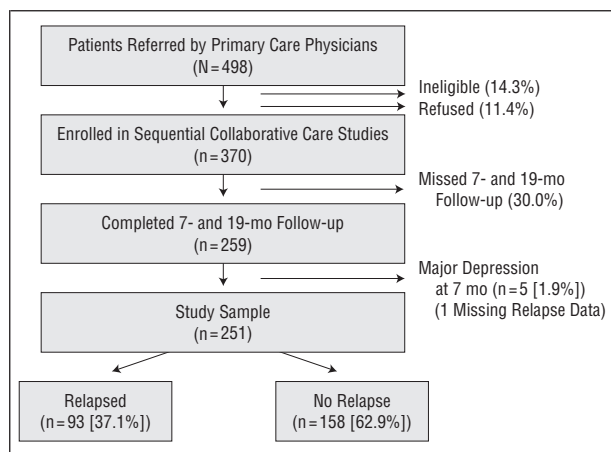 Patients Referred by Primary Care Physicians
(N = 498)
Ineligible (14.3%)
Refused (11.4%)
Enrolled in Sequential Collaborative Care Studies
(n = 370)
Missed 7- and 19-mo
Follow-up (30.0%)
Completed 7- and 19-mo Follow-up
(n = 259)
Major Depression
at 7 mo (n = 5 [1.9%])
(1 Missing Relapse Data)
Study Sample
(n = 251)
Relapsed
(n = 93 [37.1%])
No Relapse
(n = 158 [62.9%])